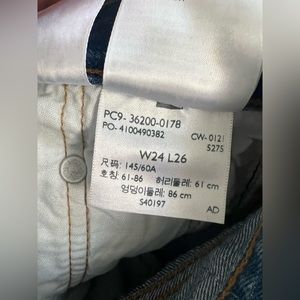 PC9- 36200-0178
PO- 4100490382 CW- 0121
5275
W24 L26
尺码: 145/60A
호칭: 61-86 허리둘레: 61 cm
엉덩이둘레: 86 cm
S40197 AD